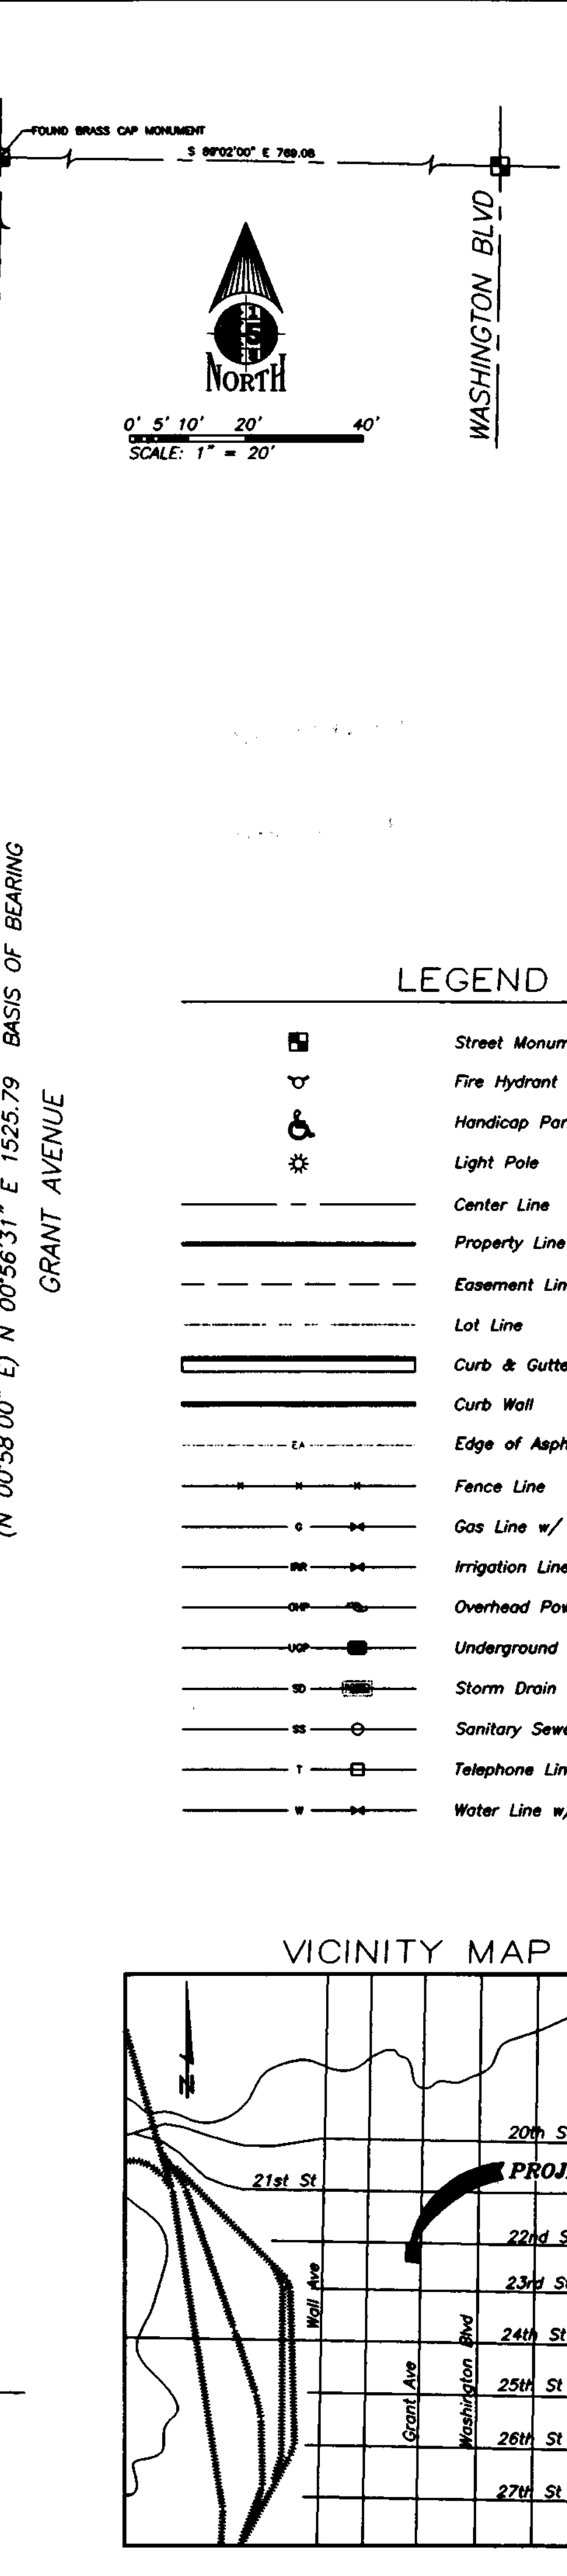 FOUND BRASS CAP MONUMENT
S 89°02'00" E 769.08
WASHINGTON BLVD
1
5
NORTH
0' 5' 10' 20' 40'
SCALE: 1" = 20'
(N 00°58'00" E) N 00°56'31" E 1525.79 BASIS OF BEARING
GRANT AVENUE
LEGEND
Street Monum
Fire Hydrant
Handicap Par
Light Pole
Center Line
Property Line
Easement Lin
Lot Line
Curb & Gutte
Curb Wall
EA Edge of Asph
Fence Line
G Gas Line w/
IRR Irrigation Line
OHP Overhead Pow
UGP Underground
SD Storm Drain
SS Sanitary Sewe
T Telephone Lin
W Water Line w/
VICINITY MAP
N
20th S
PROJ
21st St
22nd S
23rd St
Wall Ave
24th St
Grant Ave
Washington Blvd
25th St
26th St
27th St